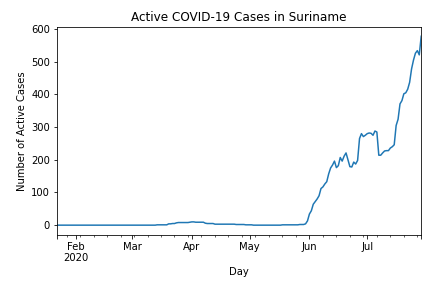 Active COVID-19 Cases in Suriname
600
500
400
300
200
100
0
Number of Active Cases
Feb
2020
Mar
Apr
May
Jun
Jul
Day